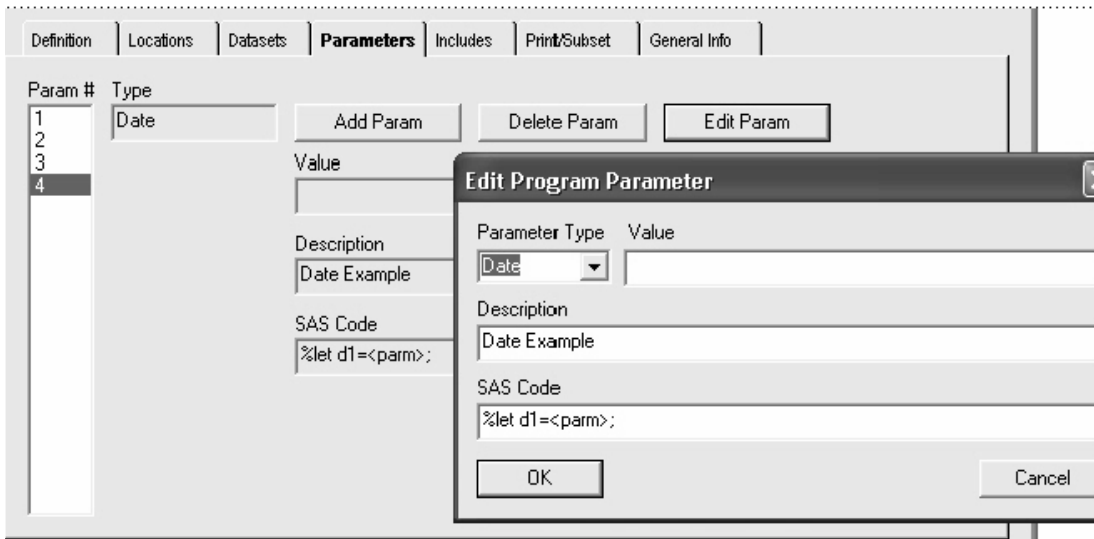 Definition Locations Datasets Parameters Includes Print/Subset General Info
Param # Type
1
2
3
4
Date
Add Param Delete Param Edit Param
Value
Description
Date Example
SAS Code
%let d1=<parm>;
Edit Program Parameter
Parameter Type Value
Date
Description
Date Example
SAS Code
%let d1=<parm>;
OK Cancel